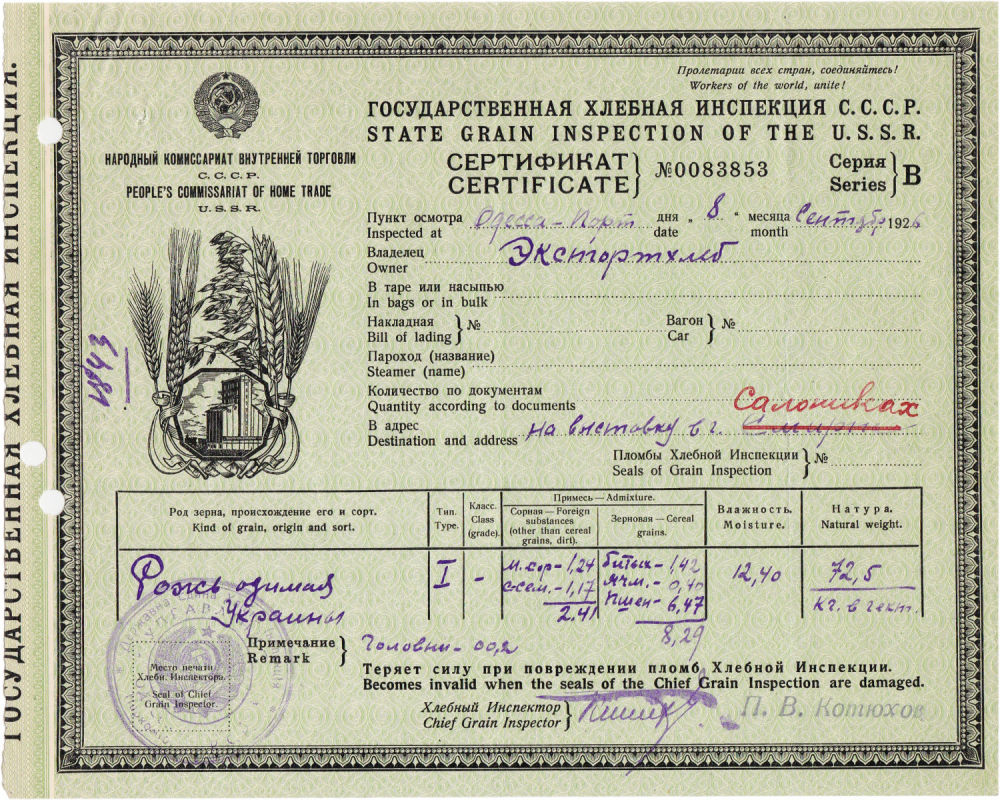 ГОСУДАРСТВЕННАЯ ХЛЕБНАЯ ИНСПЕКЦИЯ.
Пролетарии всех стран, соединяйтесь!
Workers of the world, unite!
ГОСУДАРСТВЕННАЯ ХЛЕБНАЯ ИНСПЕКЦИЯ С.С.С.Р.
STATE GRAIN INSPECTION OF THE U.S.S.R.
НАРОДНЫЙ КОМИССАРИАТ ВНУТРЕННЕЙ ТОРГОВЛИ
С.С.С.Р.
PEOPLE'S COMMISSARIAT OF HOME TRADE
U.S.S.R.
СЕРТИФИКАТ
CERTIFICATE
№0083853
Серия
Series
B
Пункт осмотра Одесса-Порт дня „ 8 “ месяца Сентябр 1926
Inspected at date month
Владелец Экспортхлеб
Owner
В таре или насыпью
In bags or in bulk
Накладная № Вагон №
Bill of lading Car
Пароход (название)
Steamer (name)
Количество по документам
Quantity according to documents
Салониках
В адрес на выставку в г. Смирне
Destination and address
Пломбы Хлебной Инспекции №
Seals of Grain Inspection
1843
Род зерна, происхождение его и сорт.
Kind of grain, origin and sort.
Тип.
Type.
Класс.
Class
(grade).
Примесь — Admixture.
Сорная — Foreign
substances
(other than cereal
grains, dirt).
Зерновая — Cereal
grains.
Влажность.
Moisture.
Натура.
Natural weight.
Рожь озимая
Украины
I
-
м.сор - 1,24
с.сем. - 1,17
2.41
битых - 1,42
ячм. - 0,40
пшен - 6,47
8,29
12,40
72,5
кг. в гект.
Примечание
Remark
Головни - 00,2
Место печати
Хлебн. Инспектора.
Seal of Chief
Grain Inspector.
Теряет силу при повреждении пломб Хлебной Инспекции.
Becomes invalid when the seals of the Chief Grain Inspection are damaged.
Хлебный Инспектор
Chief Grain Inspector
П. В. Котюхов